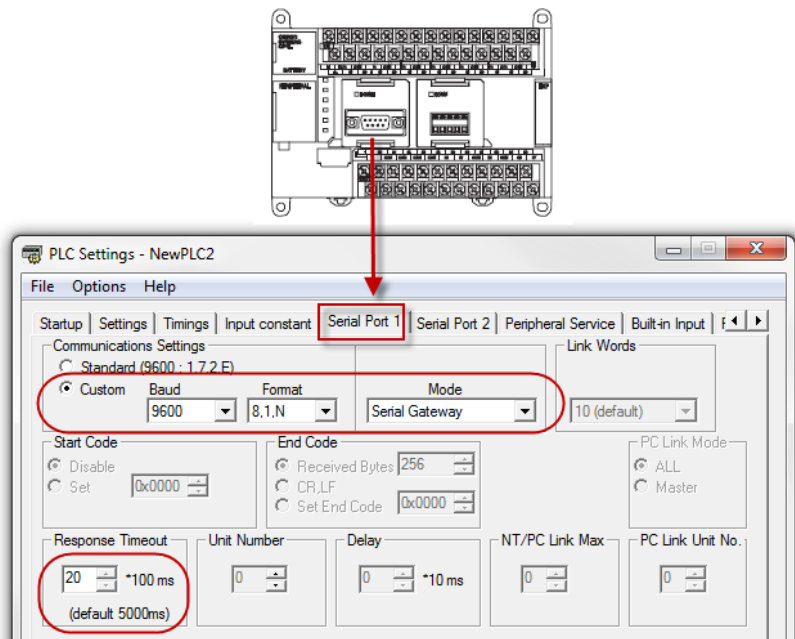 BATTERY
PERIPHERAL
EXP
PLC Settings - NewPLC2
File Options Help
Startup Settings Timings Input constant Serial Port 1 Serial Port 2 Peripheral Service Built-in Input
Communications Settings Link Words
Standard (9600 ; 1,7,2,E)
Custom Baud Format Mode
9600 8,1,N Serial Gateway 10 (default)
Start Code End Code PC Link Mode
Disable Received Bytes 256 ALL
Set 0x0000 CR,LF Master
Set End Code 0x0000
Response Timeout Unit Number Delay NT/PC Link Max PC Link Unit No.
20 *100 ms 0 0 *10 ms 0 0
(default 5000ms)